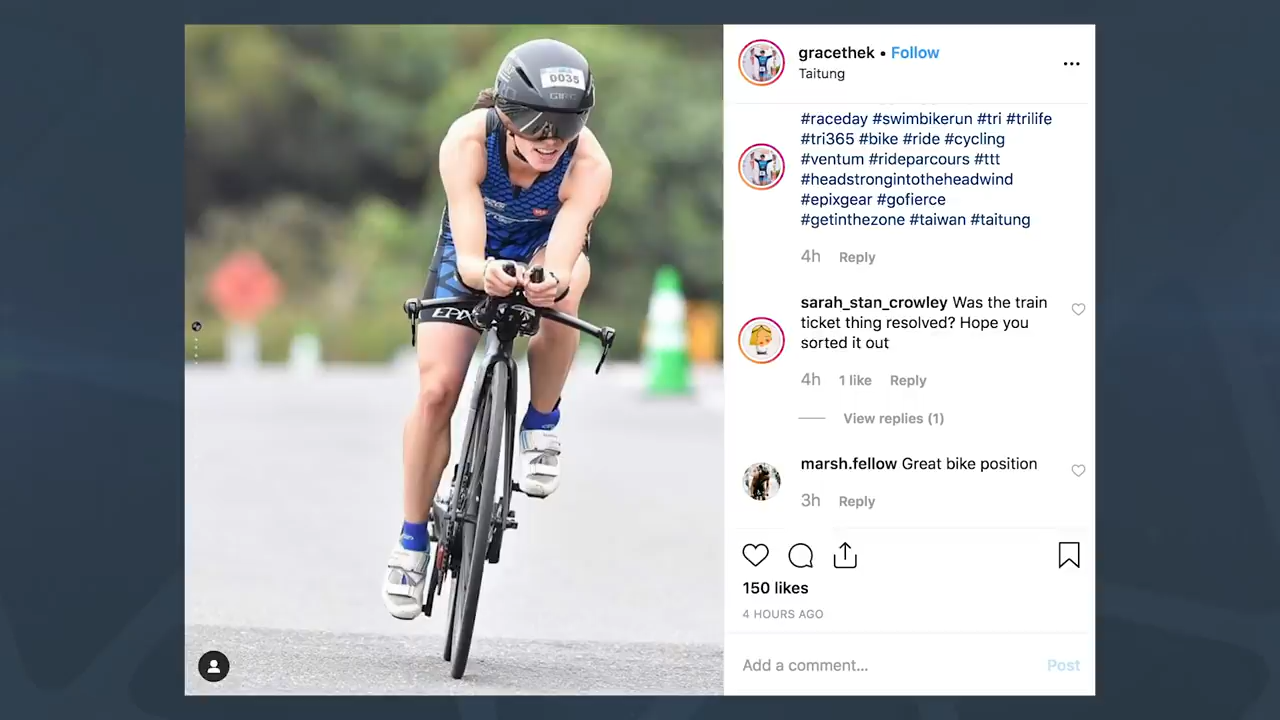 D035
GIRO
EPIX
gracethek • Follow
Taitung
#raceday #swimbikerun #tri #trilife
#tri365 #bike #ride #cycling
#ventum #rideparcours #ttt
#headstrongintotheheadwind
#epixgear #gofierce
#getinthezone #taiwan #taitung
4h Reply
sarah_stan_crowley Was the train
ticket thing resolved? Hope you
sorted it out
4h 1 like Reply
View replies (1)
marsh.fellow Great bike position
3h Reply
150 likes
4 HOURS AGO
Add a comment... Post